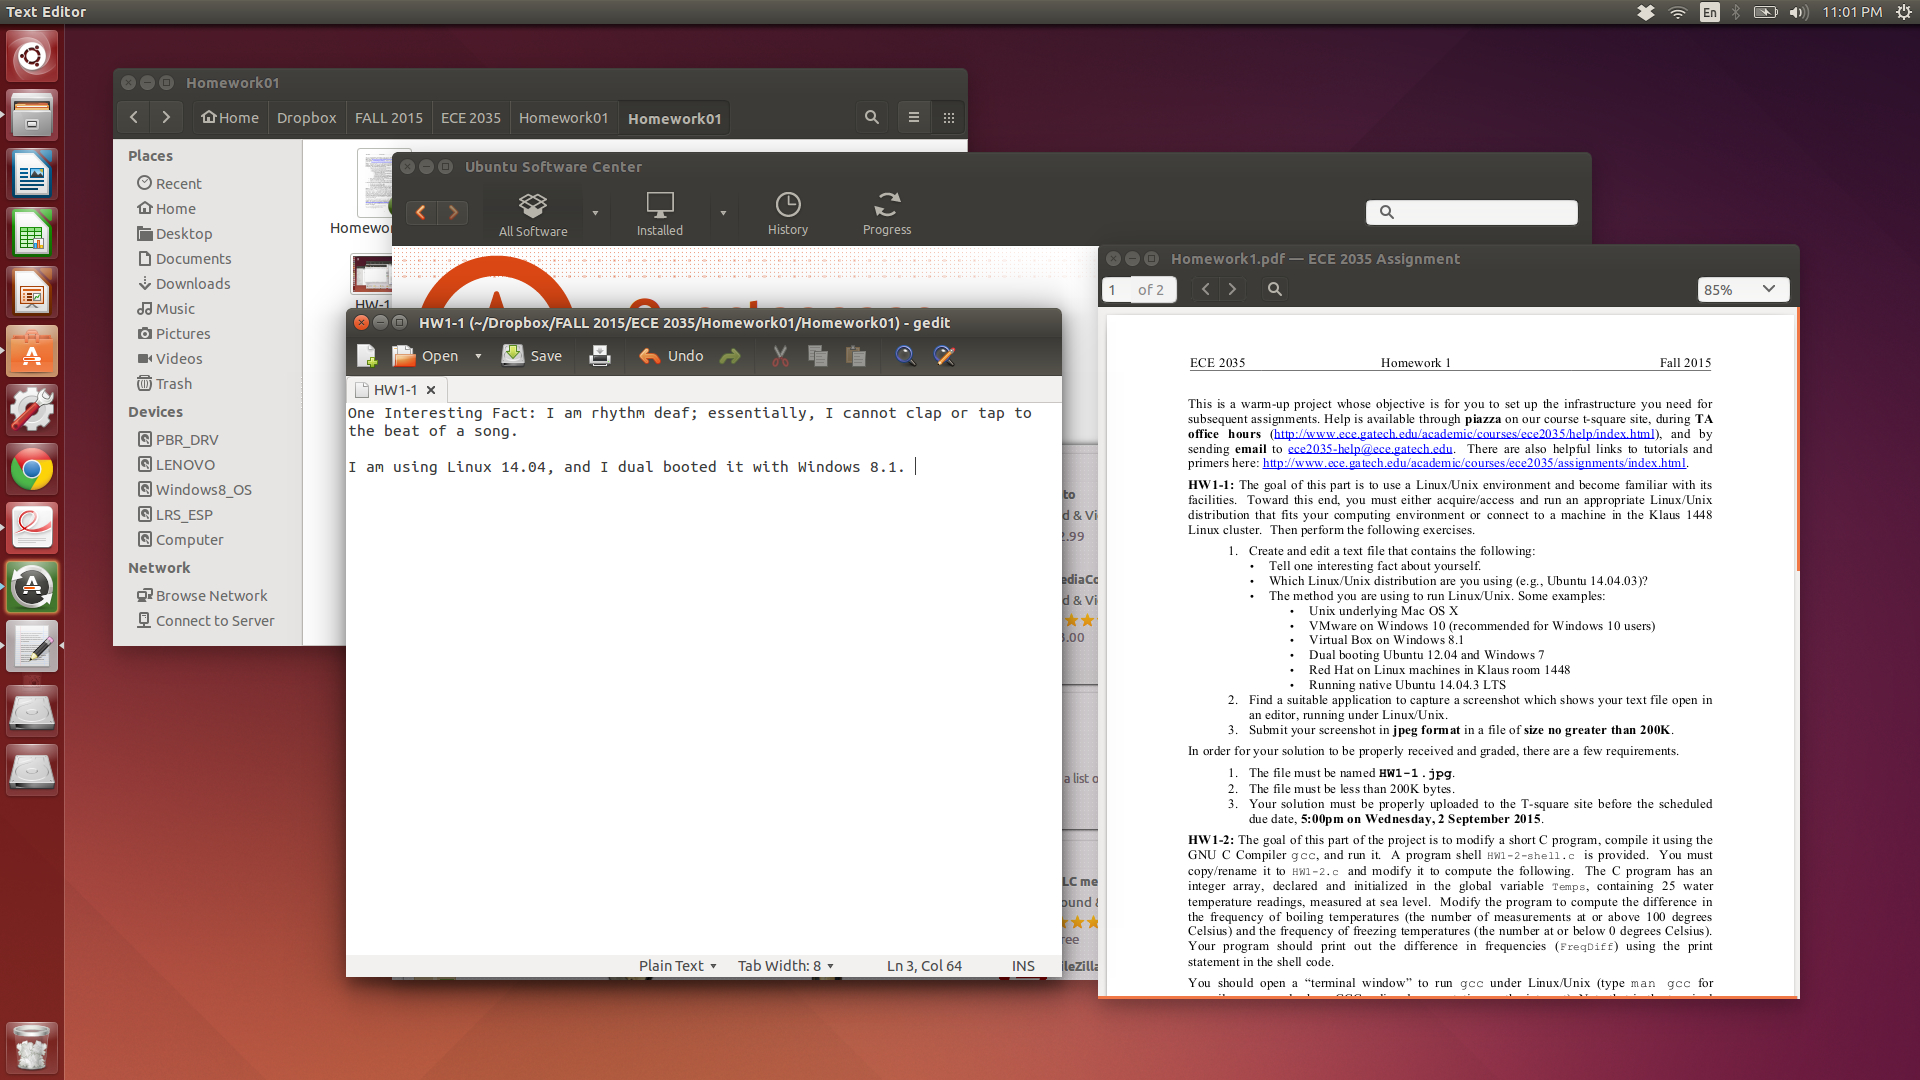 Text Editor
En
11:01 PM
Homework01
Home
Dropbox
FALL 2015
ECE 2035
Homework01
Homework01
Places
Recent
Home
Desktop
Documents
Downloads
Music
Pictures
Videos
Trash
Devices
PBR_DRV
LENOVO
Windows8_OS
LRS_ESP
Computer
Network
Browse Network
Connect to Server
Ubuntu Software Center
All Software
Installed
History
Progress
HW1-1 (~/Dropbox/FALL 2015/ECE 2035/Homework01/Homework01) - gedit
Open
Save
Undo
HW1-1
One Interesting Fact: I am rhythm deaf; essentially, I cannot clap or tap to
the beat of a song.
I am using Linux 14.04, and I dual booted it with Windows 8.1.
Plain Text
Tab Width: 8
Ln 3, Col 64
INS
Homework1.pdf — ECE 2035 Assignment
1 of 2
85%
ECE 2035 Homework 1 Fall 2015
This is a warm-up project whose objective is for you to set up the infrastructure you need for
subsequent assignments. Help is available through piazza on our course t-square site, during TA
office hours (http://www.ece.gatech.edu/academic/courses/ece2035/help/index.html), and by
sending email to ece2035-help@ece.gatech.edu. There are also helpful links to tutorials and
primers here: http://www.ece.gatech.edu/academic/courses/ece2035/assignments/index.html.
HW1-1: The goal of this part is to use a Linux/Unix environment and become familiar with its
facilities. Toward this end, you must either acquire/access and run an appropriate Linux/Unix
distribution that fits your computing environment or connect to a machine in the Klaus 1448
Linux cluster. Then perform the following exercises.
1. Create and edit a text file that contains the following:
• Tell one interesting fact about yourself.
• Which Linux/Unix distribution are you using (e.g., Ubuntu 14.04.03)?
• The method you are using to run Linux/Unix. Some examples:
• Unix underlying Mac OS X
• VMware on Windows 10 (recommended for Windows 10 users)
• Virtual Box on Windows 8.1
• Dual booting Ubuntu 12.04 and Windows 7
• Red Hat on Linux machines in Klaus room 1448
• Running native Ubuntu 14.04.3 LTS
2. Find a suitable application to capture a screenshot which shows your text file open in
an editor, running under Linux/Unix.
3. Submit your screenshot in jpeg format in a file of size no greater than 200K.
In order for your solution to be properly received and graded, there are a few requirements.
1. The file must be named HW1-1.jpg.
2. The file must be less than 200K bytes.
3. Your solution must be properly uploaded to the T-square site before the scheduled
due date, 5:00pm on Wednesday, 2 September 2015.
HW1-2: The goal of this part of the project is to modify a short C program, compile it using the
GNU C Compiler gcc, and run it. A program shell HW1-2-shell.c is provided. You must
copy/rename it to HW1-2.c and modify it to compute the following. The C program has an
integer array, declared and initialized in the global variable Temps, containing 25 water
temperature readings, measured at sea level. Modify the program to compute the difference in
the frequency of boiling temperatures (the number of measurements at or above 100 degrees
Celsius) and the frequency of freezing temperatures (the number at or below 0 degrees Celsius).
Your program should print out the difference in frequencies (FreqDiff) using the print
statement in the shell code.
You should open a “terminal window” to run gcc under Linux/Unix (type man gcc for